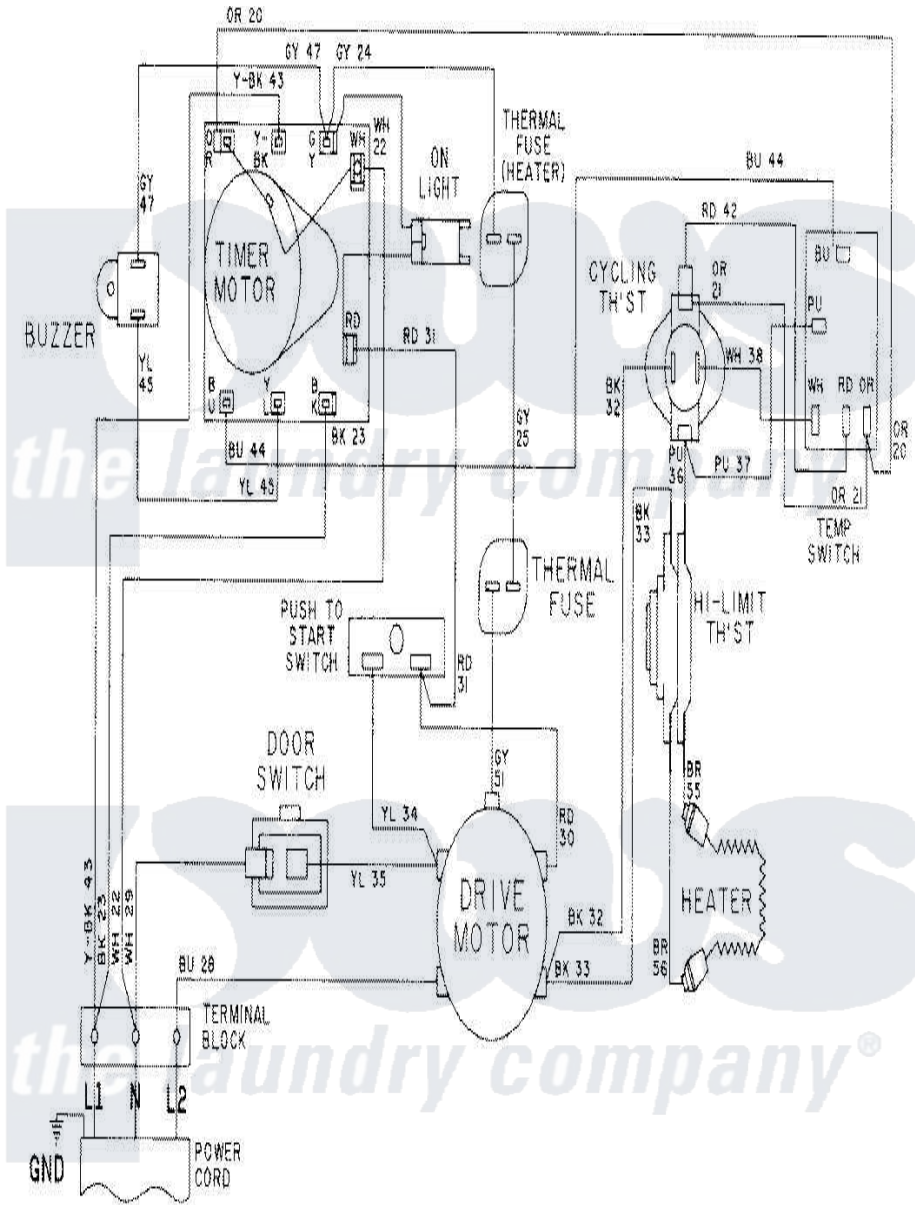 OR 20
GY 47
GY 24
Y-BK 43
O
R
Y-
BK
G
Y
WH
WH
22
ON
LIGHT
THERMAL
FUSE
(HEATER)
BU 44
GY
47
RD 42
TIMER
MOTOR
CYCLING
TH'ST
OR
21
BU
PU
BUZZER
RD
RD 31
YL
45
BK
32
WH 38
WH
RD
OR
B
U
Y
L
B
K
BK 23
GY
25
OR
20
BU 44
YL 45
PU
36
PU 37
the laundry company
OR 21
BK
33
TEMP
SWITCH
THERMAL
FUSE
HI-LIMIT
TH'ST
PUSH TO
START
SWITCH
RD
31
DOOR
SWITCH
GY
51
BR
55
YL 34
RD
30
YL 35
DRIVE
MOTOR
HEATER
Y-BK 43
BK 23
WH 22
WH 29
BK 32
BU 28
BK 33
BR
56
TERMINAL
BLOCK
the laundry company®
L1
N
L2
GND
POWER
CORD